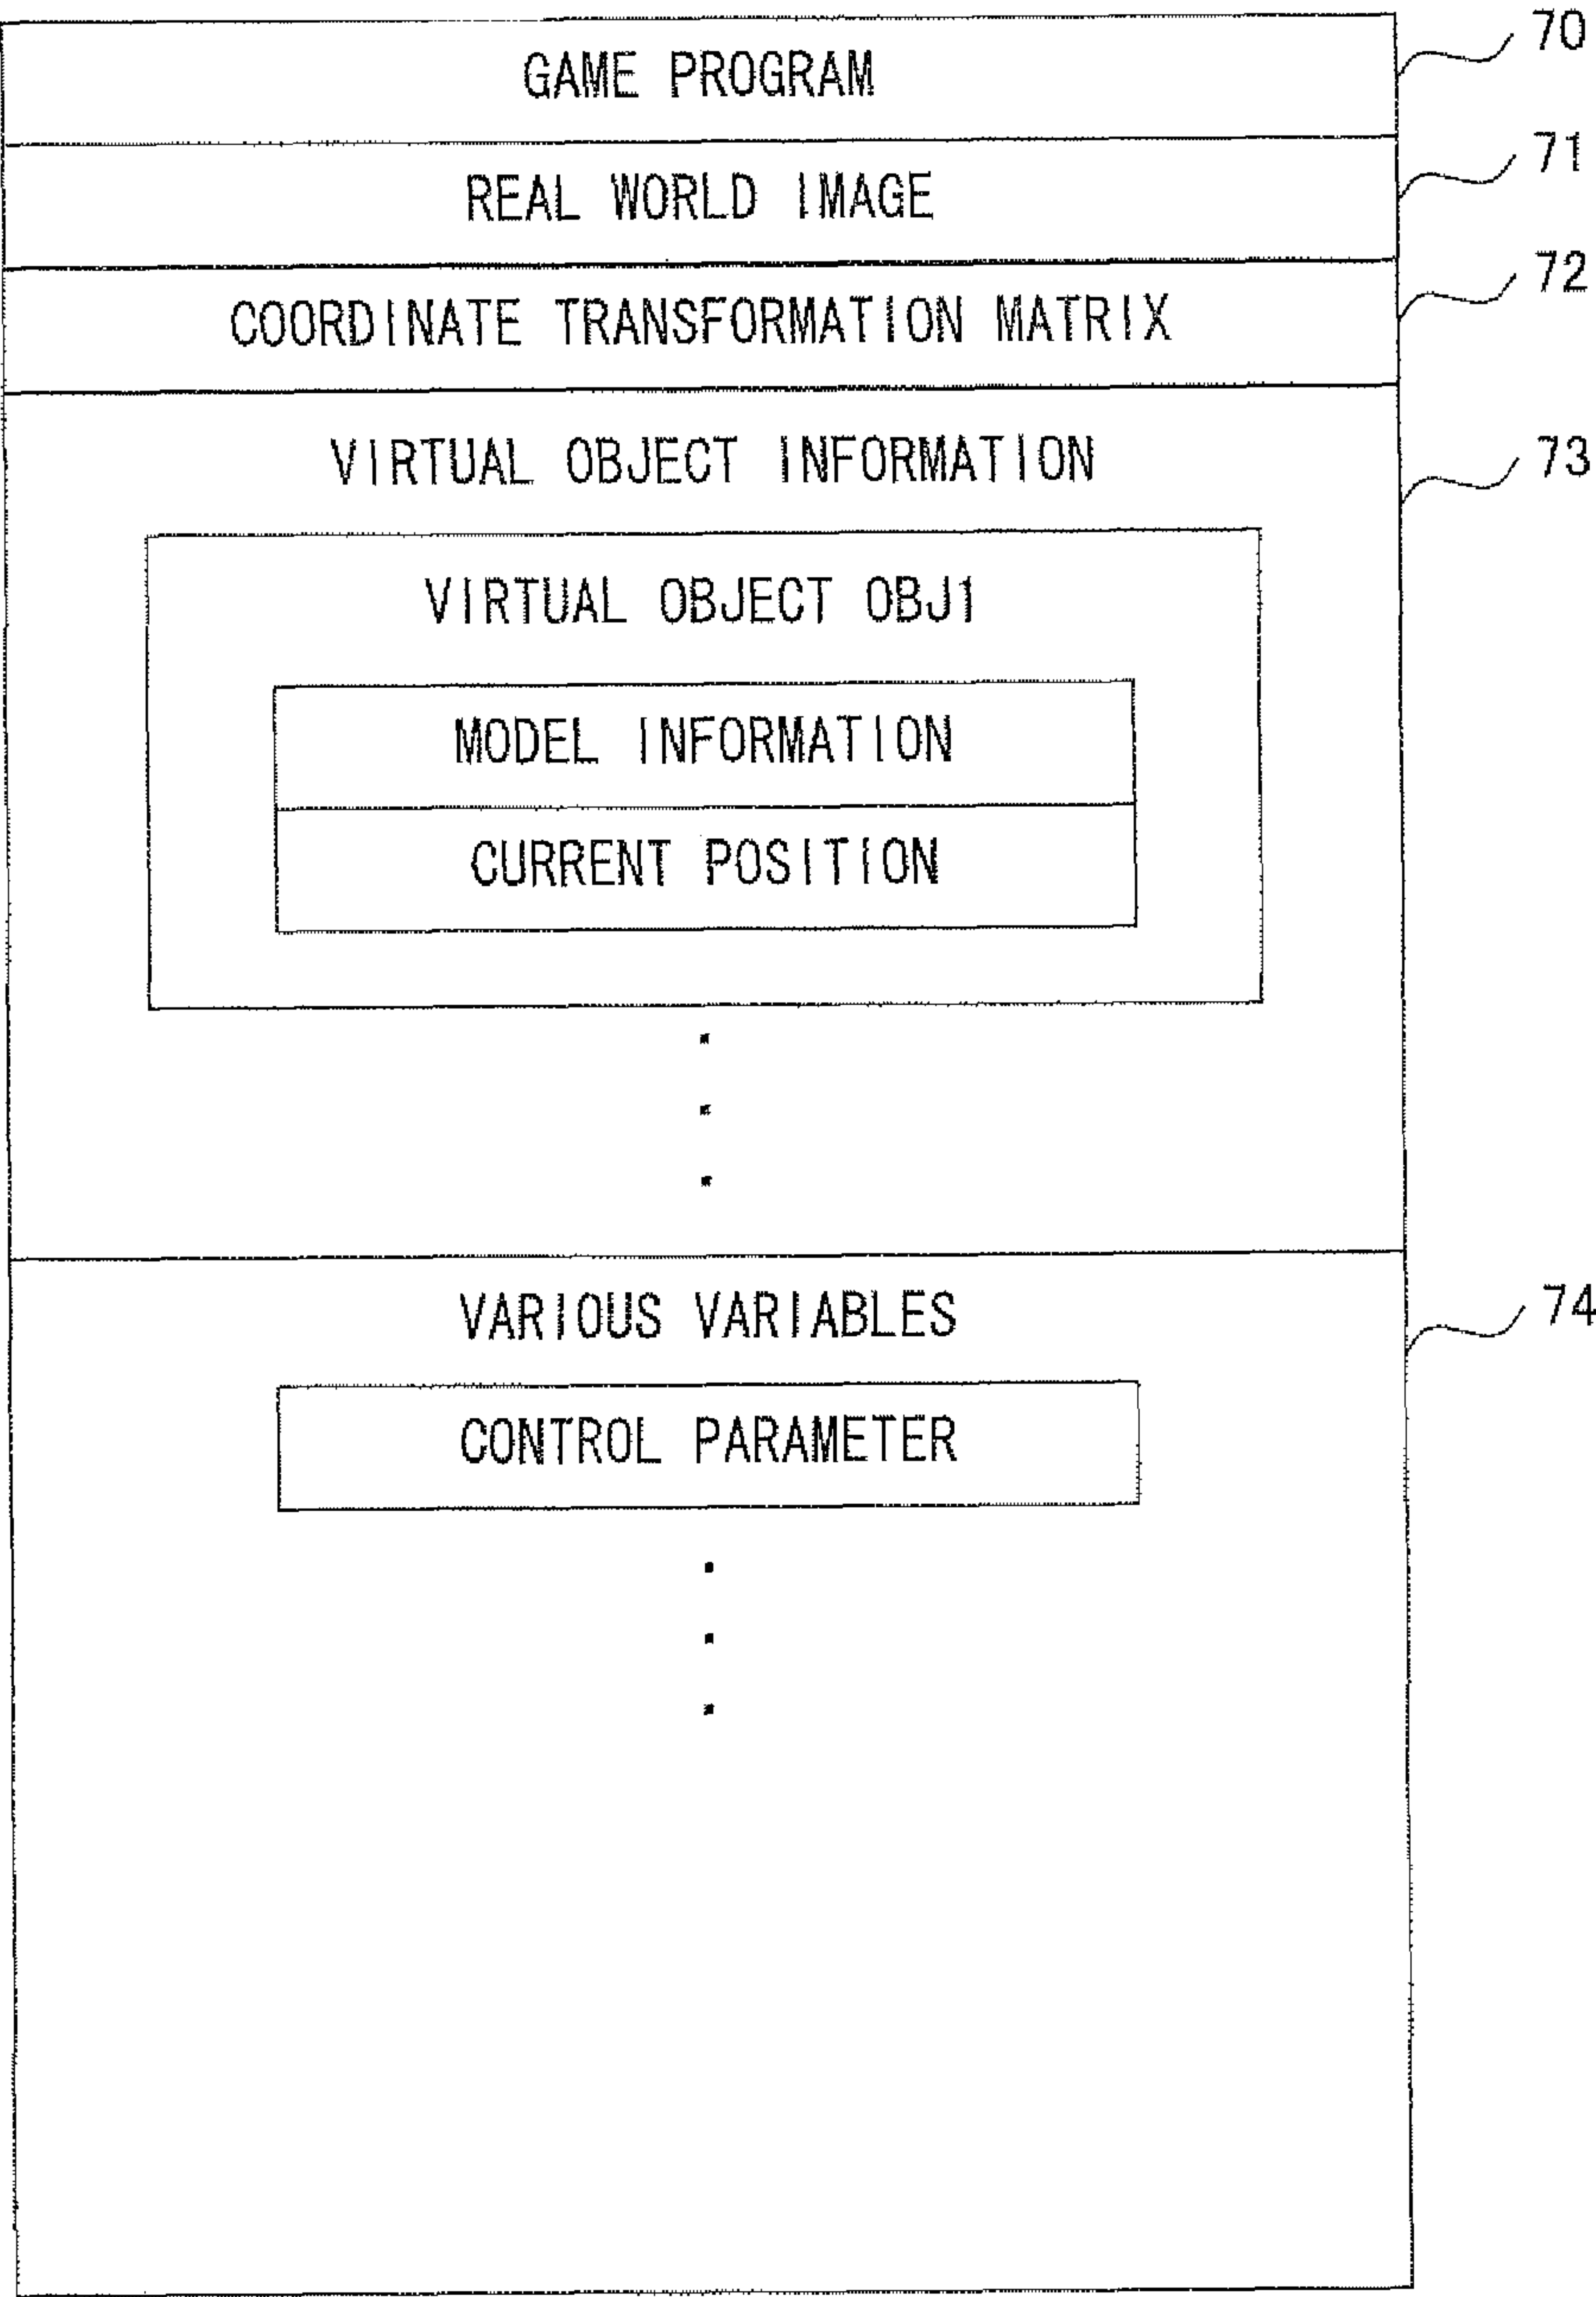 GAME PROGRAM
70
REAL WORLD IMAGE
71
COORDINATE TRANSFORMATION MATRIX
72
VIRTUAL OBJECT INFORMATION
73
VIRTUAL OBJECT OBJ1
MODEL INFORMATION
CURRENT POSITION
VARIOUS VARIABLES
74
CONTROL PARAMETER